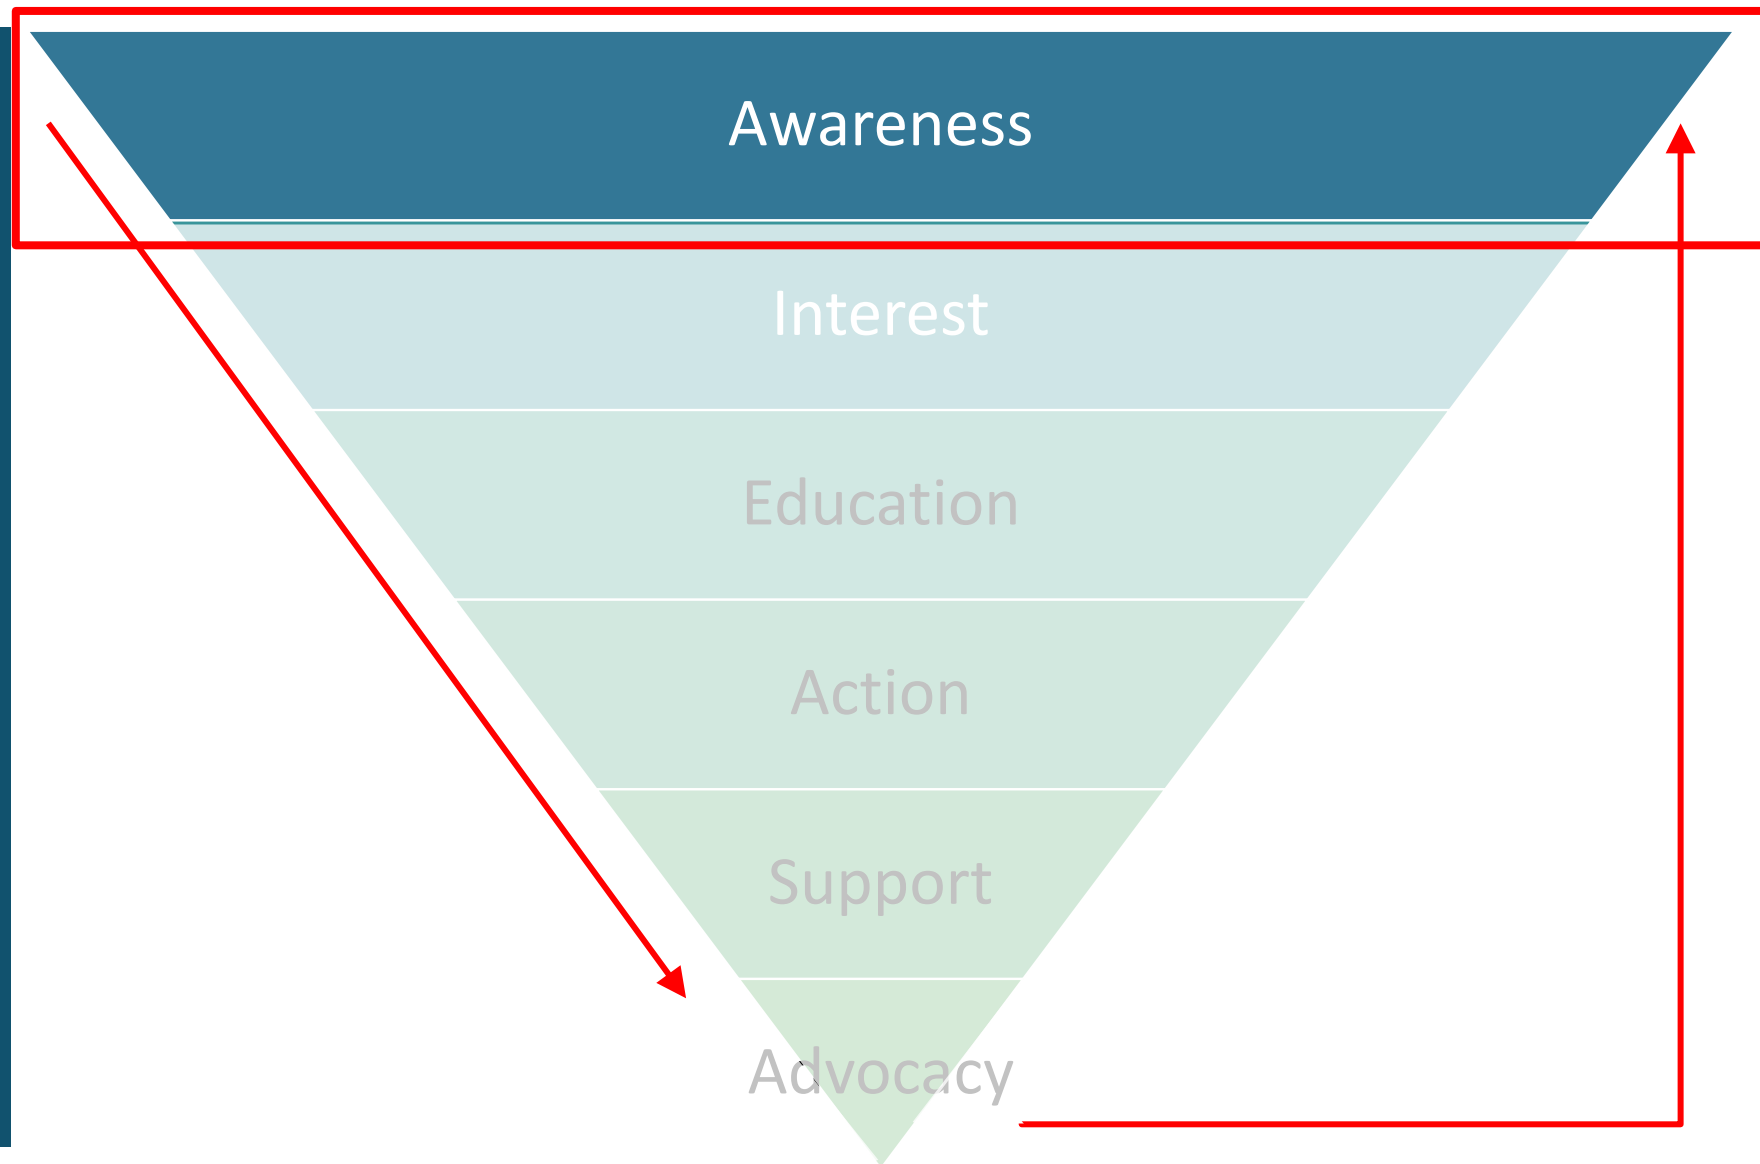 Awareness
Interest
Education
Action
Support
Advocacy